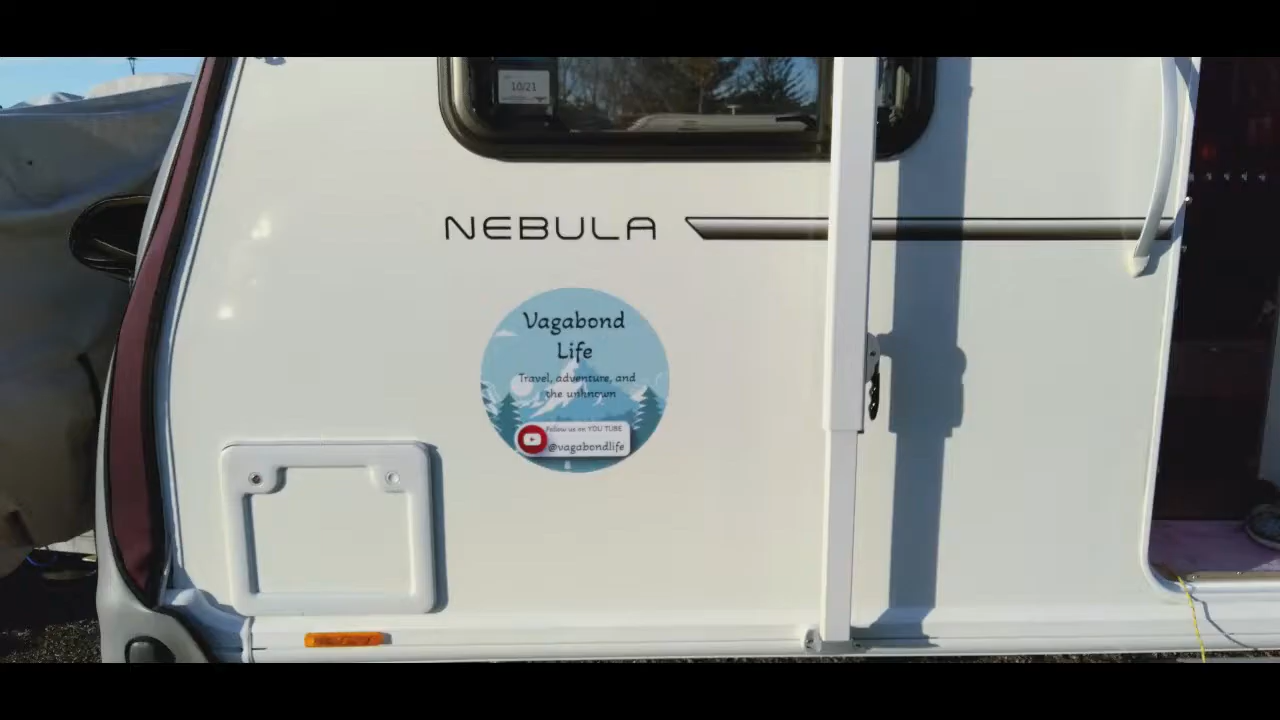 10/21
NEBULA
Vagabond
Life
Travel, adventure, and
the unknown
Follow us on YOU TUBE
@vagabondlife